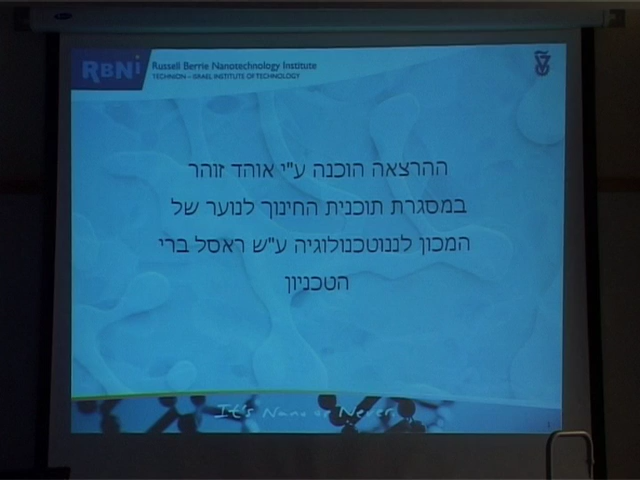 RBNi
Russell Berrie Nanotechnology Institute
TECHNION – ISRAEL INSTITUTE OF TECHNOLOGY
ההרצאה הוכנה ע"י אוהד זוהר
במסגרת תוכנית החינוך לנוער של
המכון לננוטכנולוגיה ע"ש ראסל ברי
הטכניון
It's Nano or Never...
1